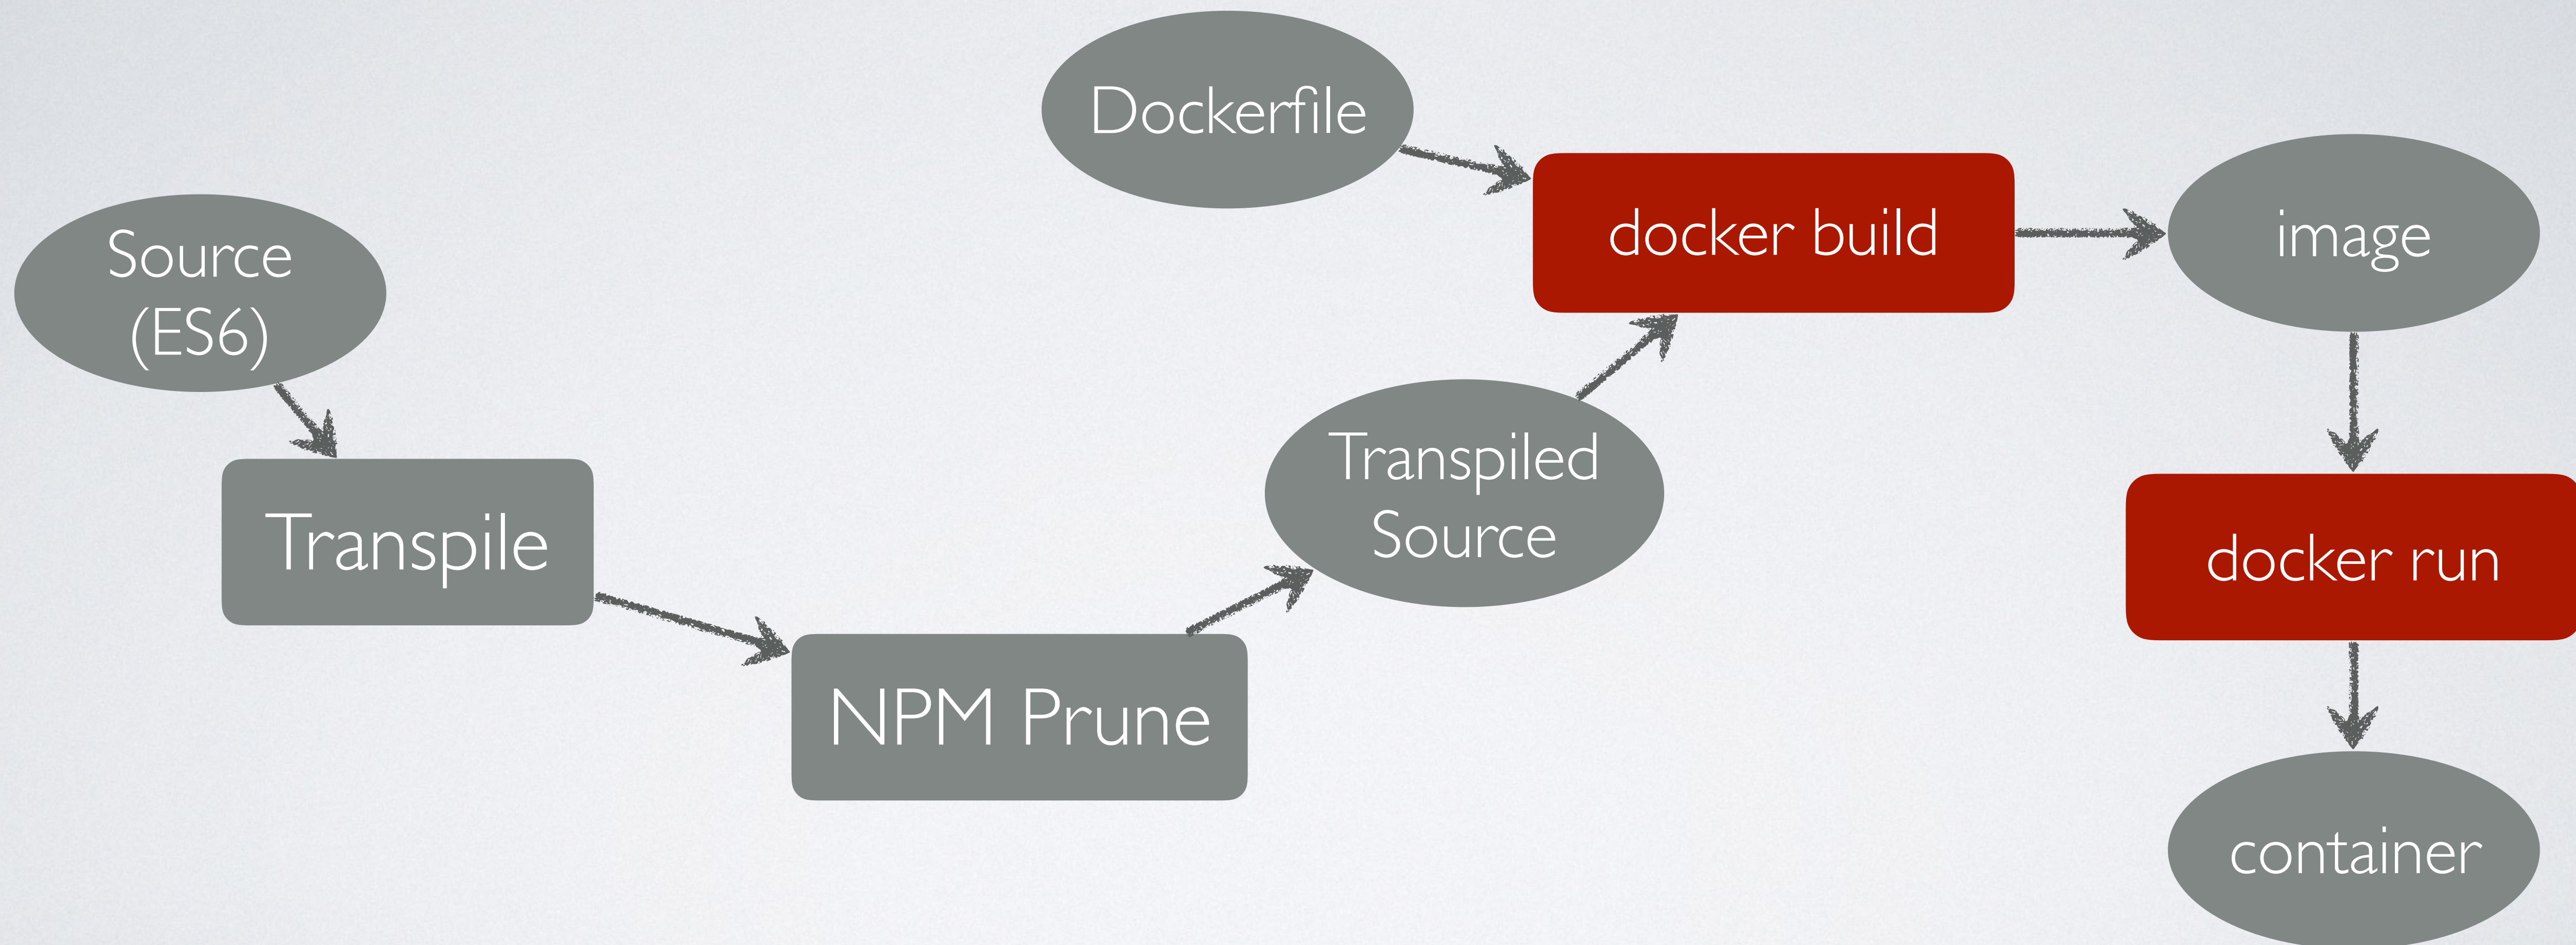 Source
(ES6)
Transpile
NPM Prune
Transpiled
Source
Dockerfile
docker build
image
docker run
container